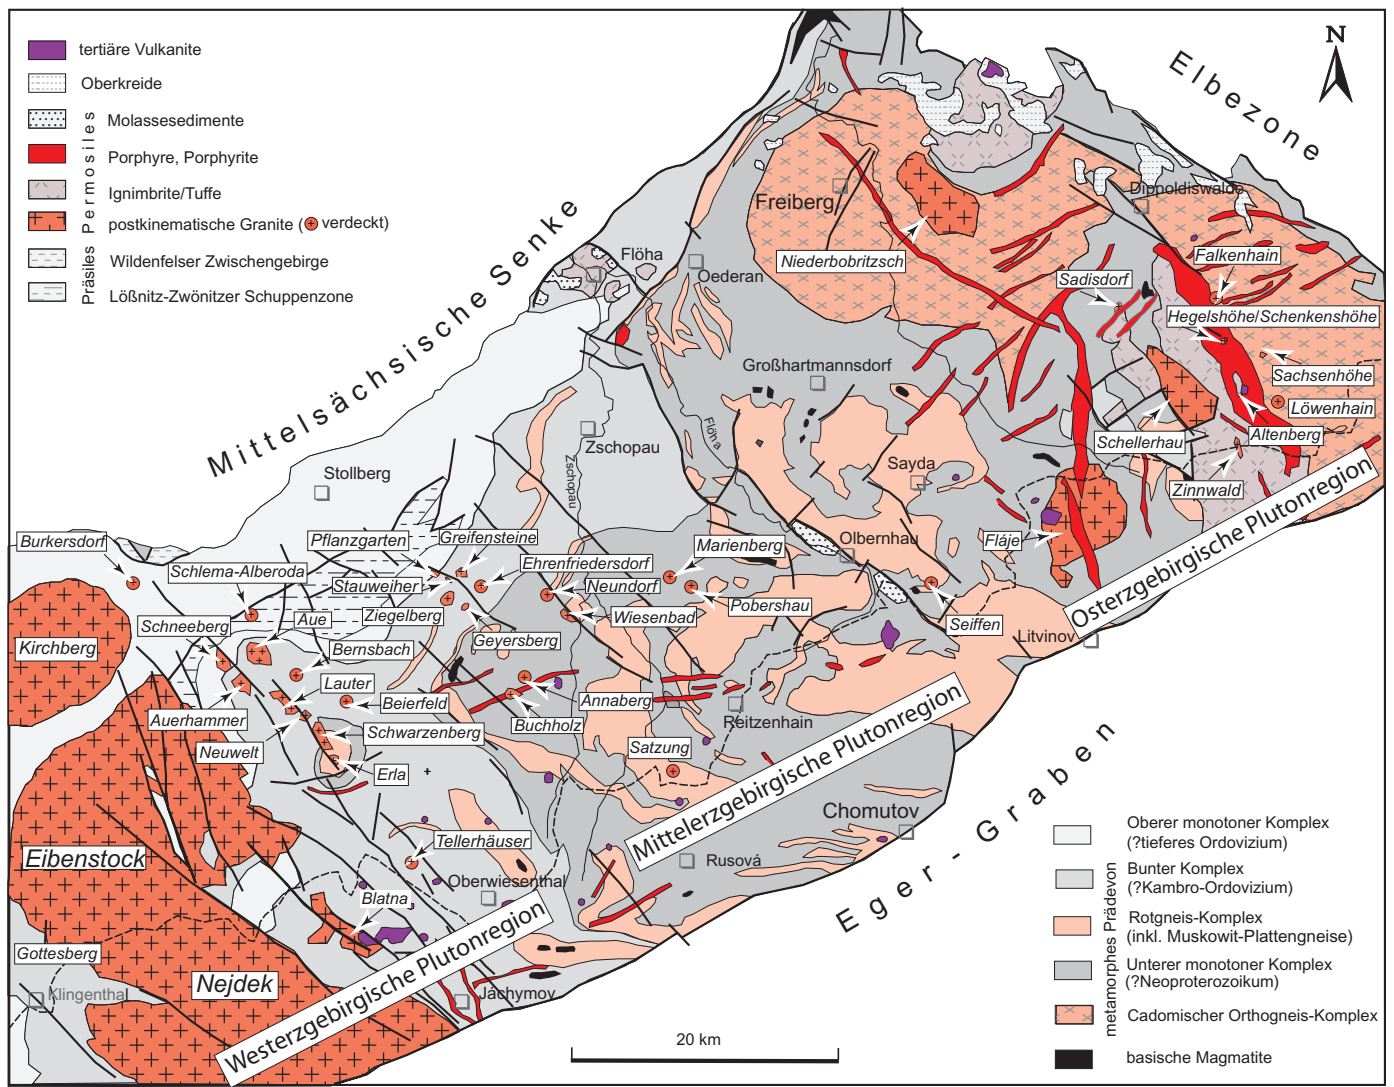 tertiäre Vulkanite
Oberkreide
Permosiles
Molassesedimente
Porphyre, Porphyrite
Ignimbrite/Tuffe
postkinematische Granite ( verdeckt)
Präsiles
Wildenfelser Zwischengebirge
Lößnitz-Zwönitzer Schuppenzone
N
Elbezone
Mittelsächsische Senke
Eger-Graben
Freiberg
Dippoldiswalde
Niederbobritzsch
Flöha
Oederan
Sadisdorf
Falkenhain
Hegelshöhe/Schenkenshöhe
Sachsenhöhe
Löwenhain
Altenberg
Schellerhau
Zinnwald
Großhartmannsdorf
Flöha
Zschopau
Zschopau
Sayda
Stollberg
Fláje
Olbernhau
Osterzgebirgische Plutonregion
Burkersdorf
Pflanzgarten
Greifensteine
Marienberg
Schlema-Alberoda
Stauweiher
Ehrenfriedersdorf
Neundorf
Pobershau
Schneeberg
Aue
Ziegelberg
Wiesenbad
Seiffen
Litvinov
Kirchberg
Bernsbach
Geyersberg
Lauter
Auerhammer
Beierfeld
Annaberg
Neuwelt
Schwarzenberg
Buchholz
Reitzenhain
Erla
Satzung
Mittelerzgebirgische Plutonregion
Chomutov
Eibenstock
Tellerhäuser
Rusová
Oberwiesenthal
Blatna
Gottesberg
Nejdek
Klingenthal
Jáchymov
Westerzgebirgische Plutonregion
20 km
metamorphes Prädevon
Oberer monotoner Komplex
(?tieferes Ordovizium)
Bunter Komplex
(?Kambro-Ordovizium)
Rotgneis-Komplex
(inkl. Muskowit-Plattengneise)
Unterer monotoner Komplex
(?Neoproterozoikum)
Cadomischer Orthogneis-Komplex
basische Magmatite